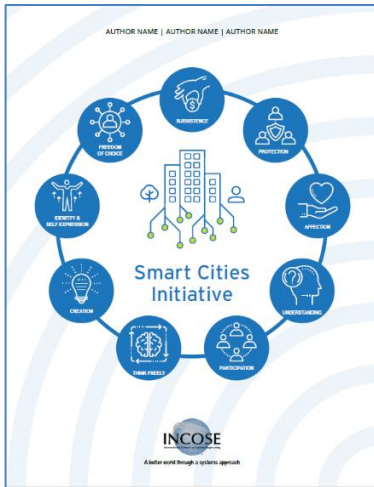 AUTHOR NAME | AUTHOR NAME | AUTHOR NAME
SUBSISTENCE
FREEDOM
OF CHOICE
PROTECTION
IDENTITY &
SELF EXPRESSION
AFFECTION
Smart Cities
Initiative
CREATION
UNDERSTANDING
THINK FREELY
PARTICIPATION
INCOSE
A better world through a systems approach